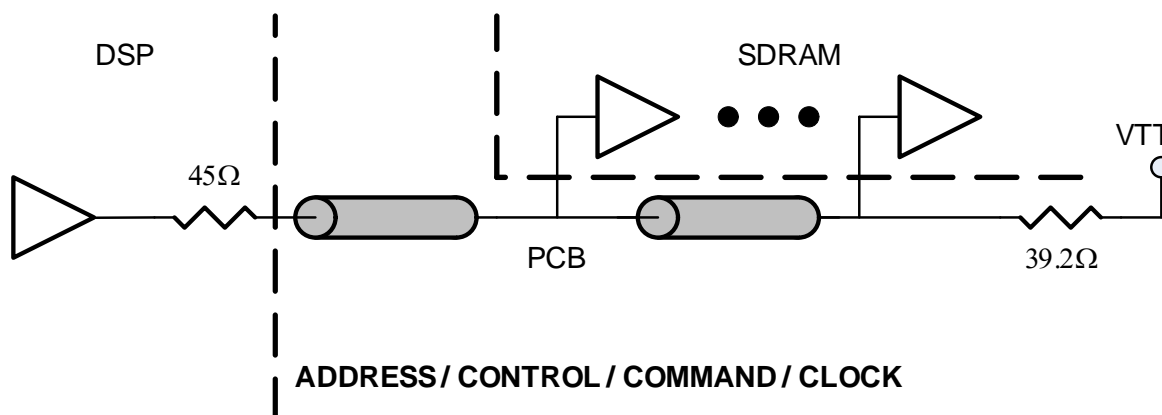 DSP
SDRAM
VTT
45Ω
PCB
39.2Ω
ADDRESS / CONTROL / COMMAND / CLOCK